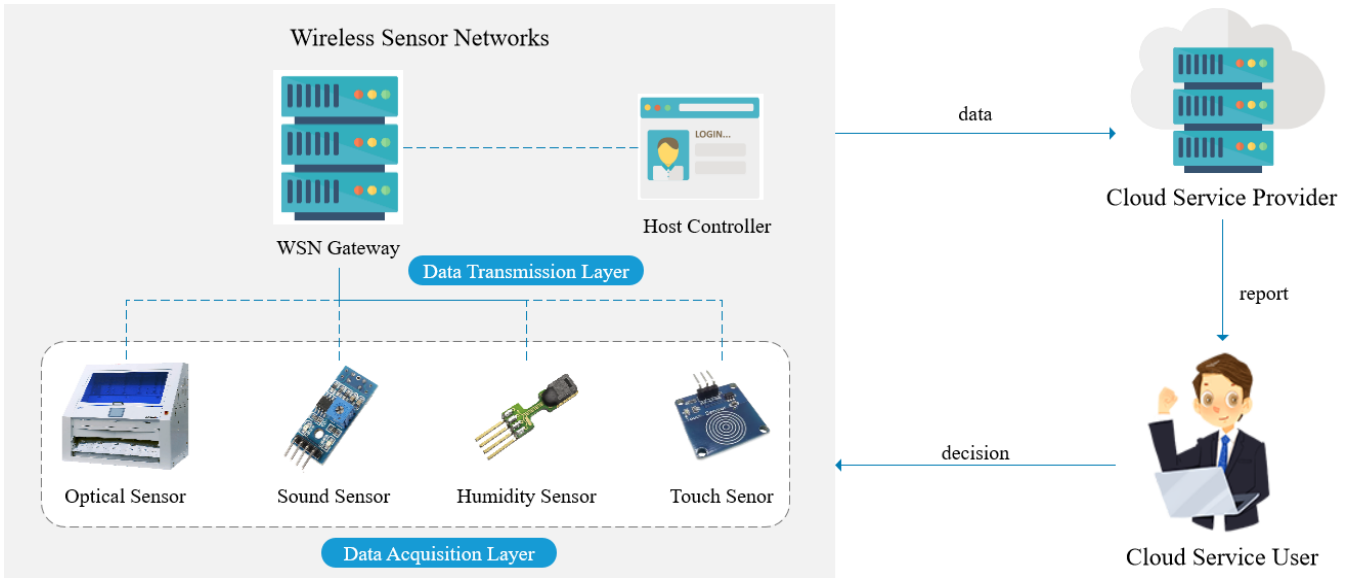 Wireless Sensor Networks
LOGIN...
WSN Gateway
Host Controller
Data Transmission Layer
Optical Sensor
Sound Sensor
Humidity Sensor
Touch Senor
Data Acquisition Layer
data
Cloud Service Provider
report
decision
Cloud Service User